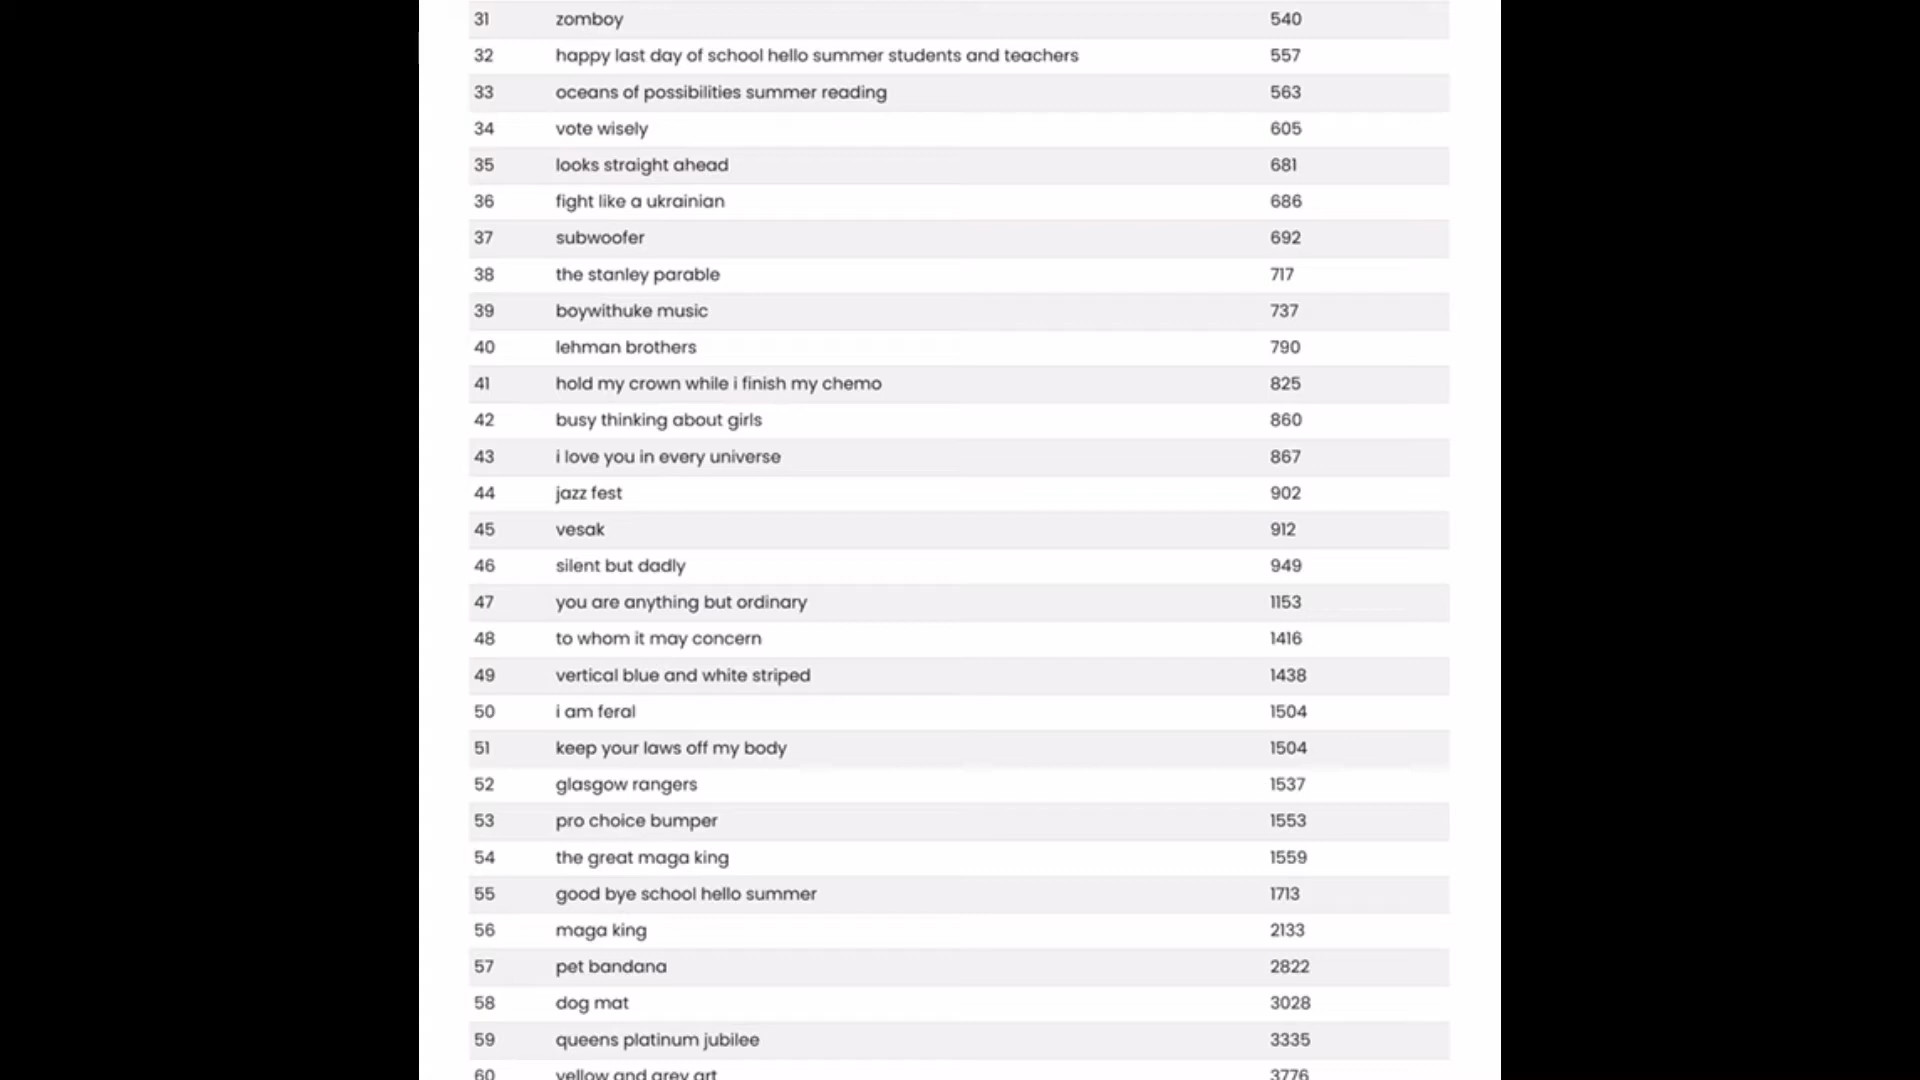 31 zomboy 540
32 happy last day of school hello summer students and teachers 557
33 oceans of possibilities summer reading 563
34 vote wisely 605
35 looks straight ahead 681
36 fight like a ukrainian 686
37 subwoofer 692
38 the stanley parable 717
39 boywithuke music 737
40 lehman brothers 790
41 hold my crown while i finish my chemo 825
42 busy thinking about girls 860
43 i love you in every universe 867
44 jazz fest 902
45 vesak 912
46 silent but dadly 949
47 you are anything but ordinary 1153
48 to whom it may concern 1416
49 vertical blue and white striped 1438
50 i am feral 1504
51 keep your laws off my body 1504
52 glasgow rangers 1537
53 pro choice bumper 1553
54 the great maga king 1559
55 good bye school hello summer 1713
56 maga king 2133
57 pet bandana 2822
58 dog mat 3028
59 queens platinum jubilee 3335
60 yellow and grey art 3776